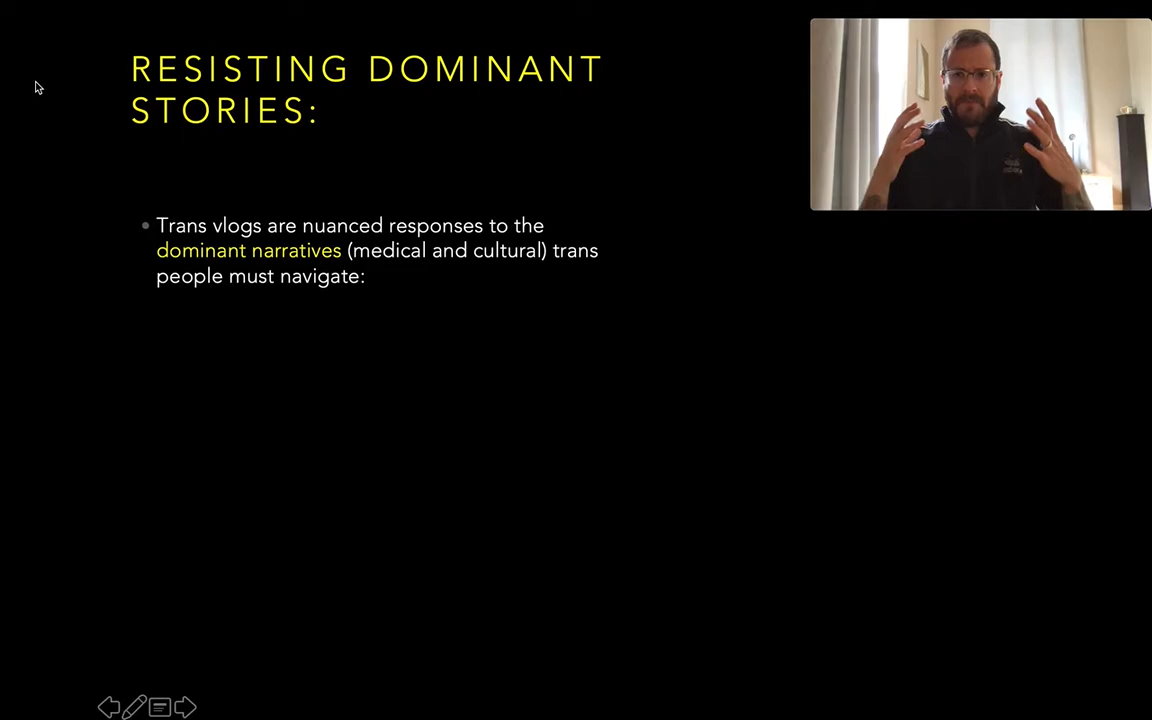 RESISTING DOMINANT
STORIES:
• Trans vlogs are nuanced responses to the
dominant narratives (medical and cultural) trans
people must navigate: